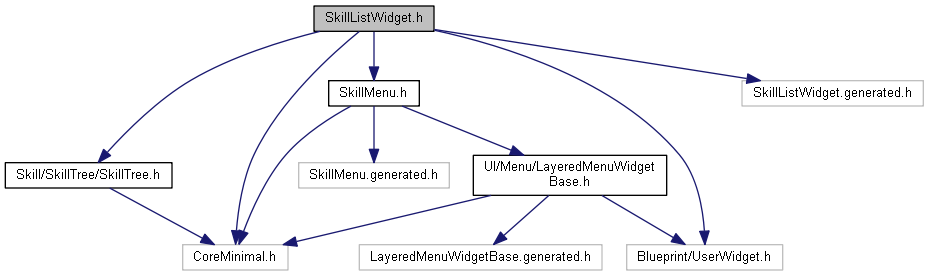 SkillListWidget.h
SkillMenu.h
SkillListWidget.generated.h
Skill/SkillTree/SkillTree.h
SkillMenu.generated.h
UI/Menu/LayeredMenuWidget
Base.h
CoreMinimal.h
LayeredMenuWidgetBase.generated.h
Blueprint/UserWidget.h